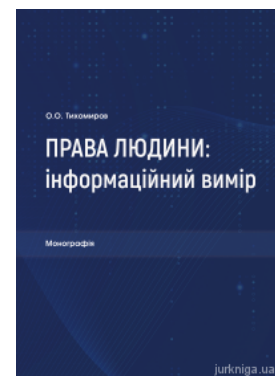 О.О. Тихомиров
ПРАВА ЛЮДИНИ:
інформаційний вимір
Монографія
jurkniga.ua